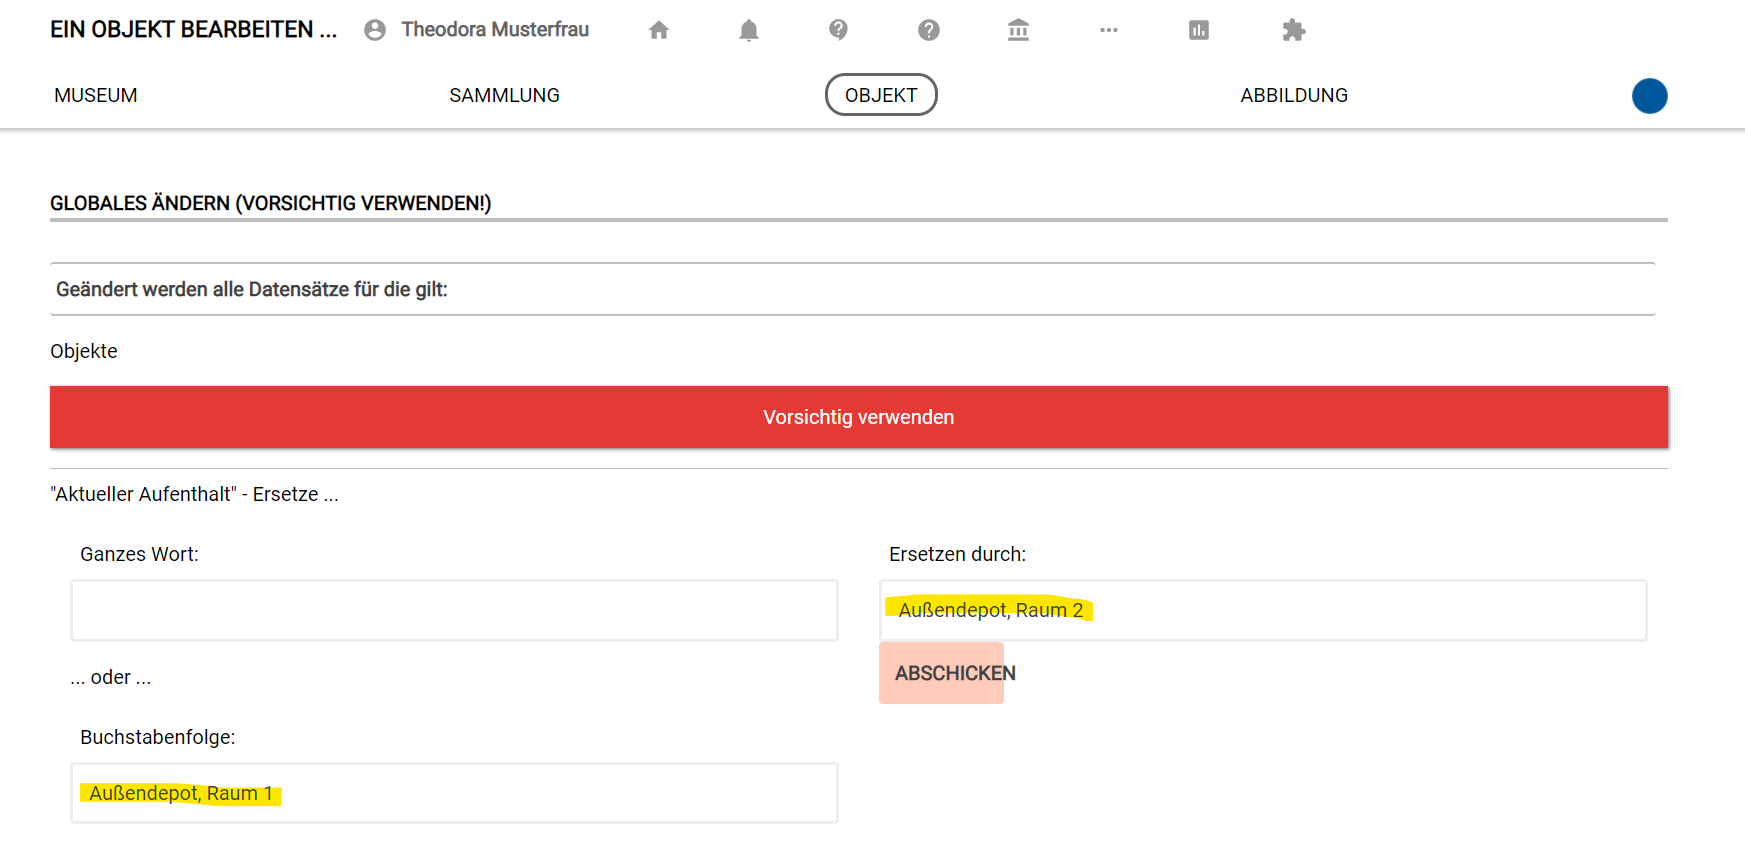 EIN OBJEKT BEARBEITEN ... Theodora Musterfrau
MUSEUM SAMMLUNG OBJEKT ABBILDUNG
GLOBALES ÄNDERN (VORSICHTIG VERWENDEN!)
Geändert werden alle Datensätze für die gilt:
Objekte
Vorsichtig verwenden
"Aktueller Aufenthalt" - Ersetze ...
Ganzes Wort: Ersetzen durch:
Außendepot, Raum 2
... oder ... ABSCHICKEN
Buchstabenfolge:
Außendepot, Raum 1